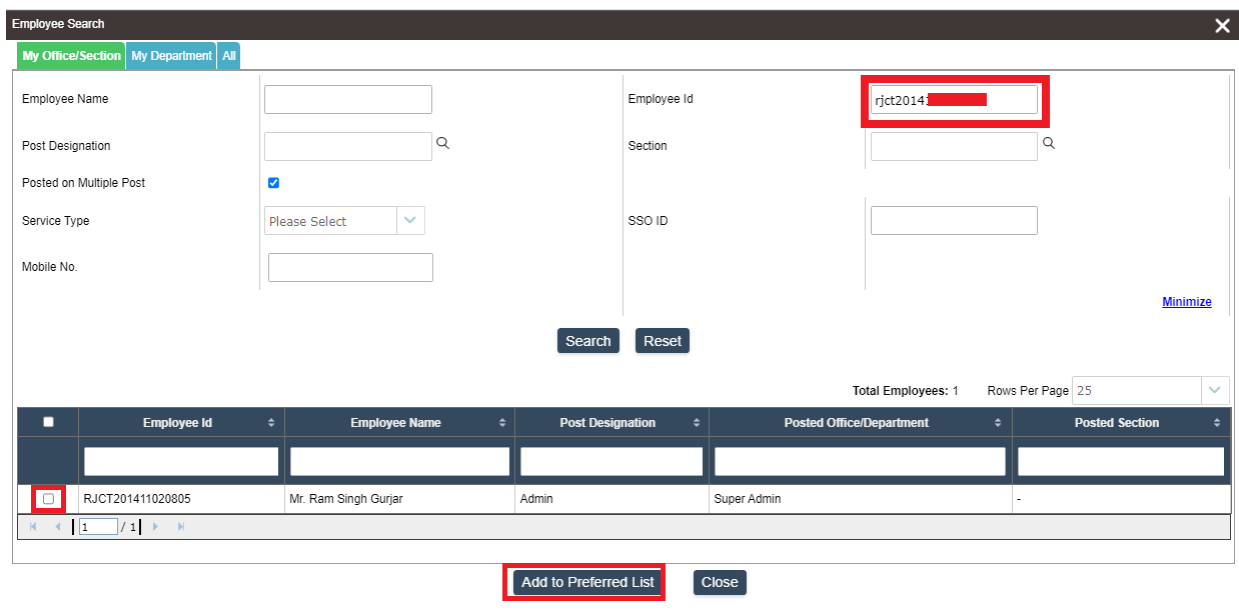 Employee Search
My Office/Section My Department All
Employee Name Employee Id rjct2014
Post Designation Section
Posted on Multiple Post
Service Type Please Select SSO ID
Mobile No.
Minimize
Search Reset
Total Employees: 1 Rows Per Page 25
Employee Id Employee Name Post Designation Posted Office/Department Posted Section
RJCT201411020805 Mr. Ram Singh Gurjar Admin Super Admin -
1 / 1
Add to Preferred List Close